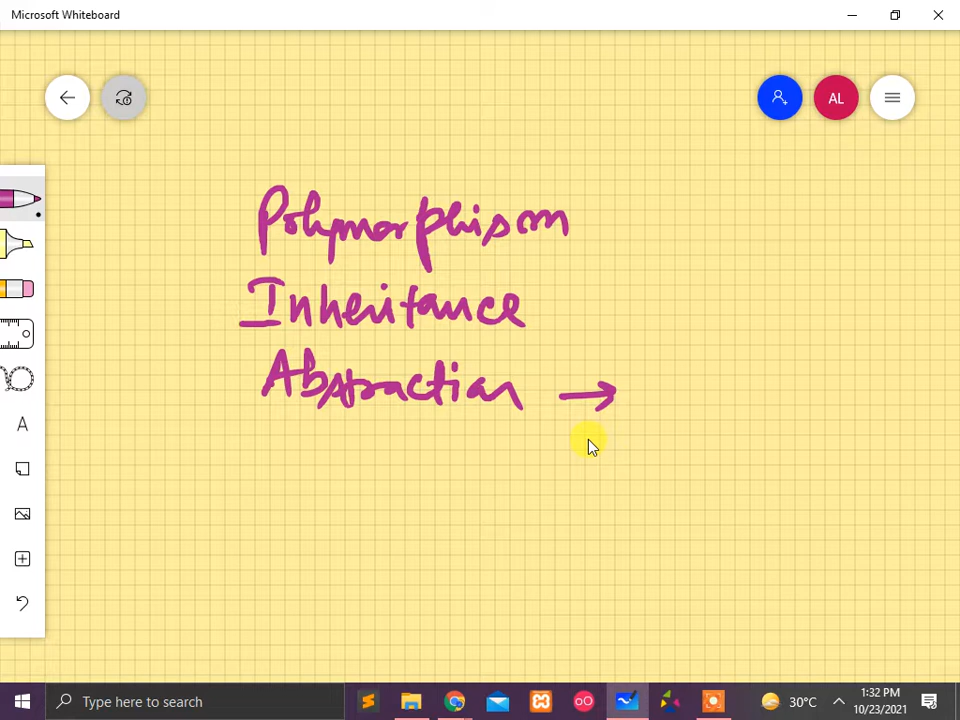 Microsoft Whiteboard
AL
Polymorphism
Inheritance
Abstraction →
A
Type here to search
30°C
1:32 PM
10/23/2021